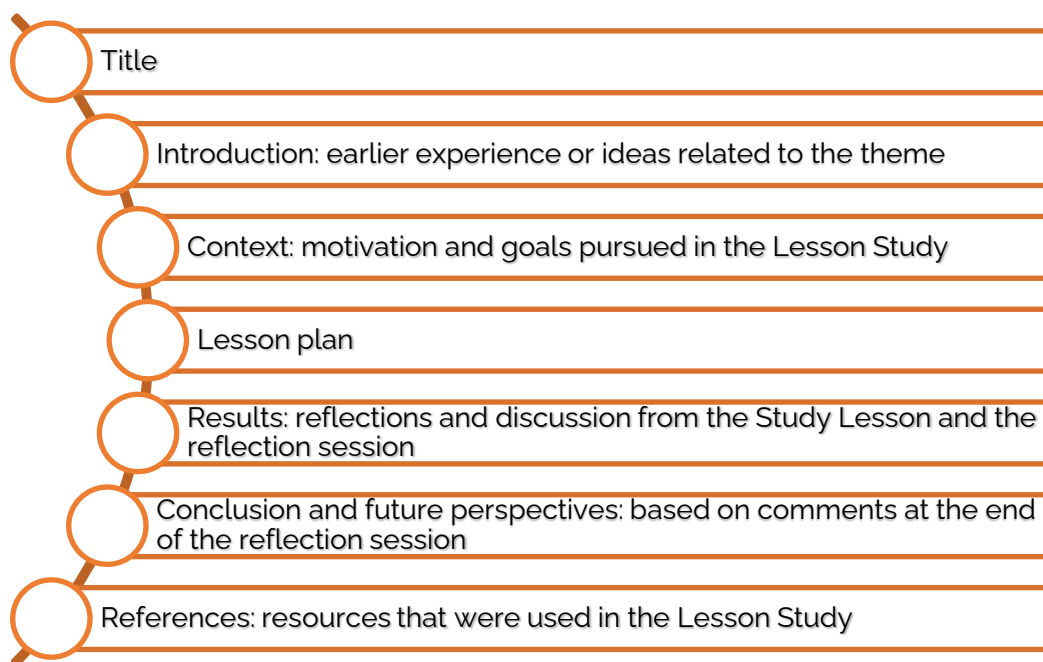 Title
Introduction: earlier experience or ideas related to the theme
Context: motivation and goals pursued in the Lesson Study
Lesson plan
Results: reflections and discussion from the Study Lesson and the
reflection session
Conclusion and future perspectives: based on comments at the end
of the reflection session
References: resources that were used in the Lesson Study